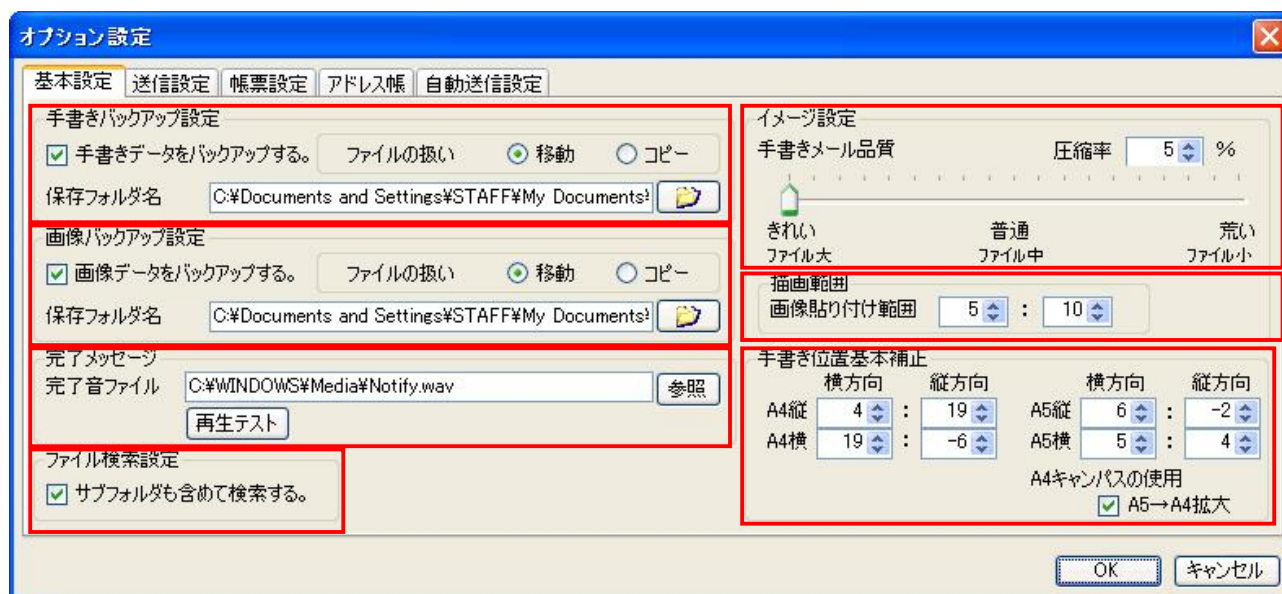 オプション設定
基本設定 送信設定 帳票設定 アドレス帳 自動送信設定
手書きバックアップ設定
手書きデータをバックアップする。 ファイルの扱い 移動 コピー
保存フォルダ名 C:¥Documents and Settings¥STAFF¥My Documents¥
画像バックアップ設定
画像データをバックアップする。 ファイルの扱い 移動 コピー
保存フォルダ名 C:¥Documents and Settings¥STAFF¥My Documents¥
完了メッセージ
完了音ファイル C:¥WINDOWS¥Media¥Notify.wav 参照
再生テスト
ファイル検索設定
サブフォルダも含めて検索する。
イメージ設定
手書きメール品質 圧縮率 5 %
きれい 普通 荒い
ファイル大 ファイル中 ファイル小
描画範囲
画像貼り付け範囲 5 : 10
手書き位置基本補正
横方向 縦方向 横方向 縦方向
A4縦 4 : 19 A5縦 6 : -2
A4横 19 : -6 A5横 5 : 4
A4キャンパスの使用
A5→A4拡大
OK キャンセル